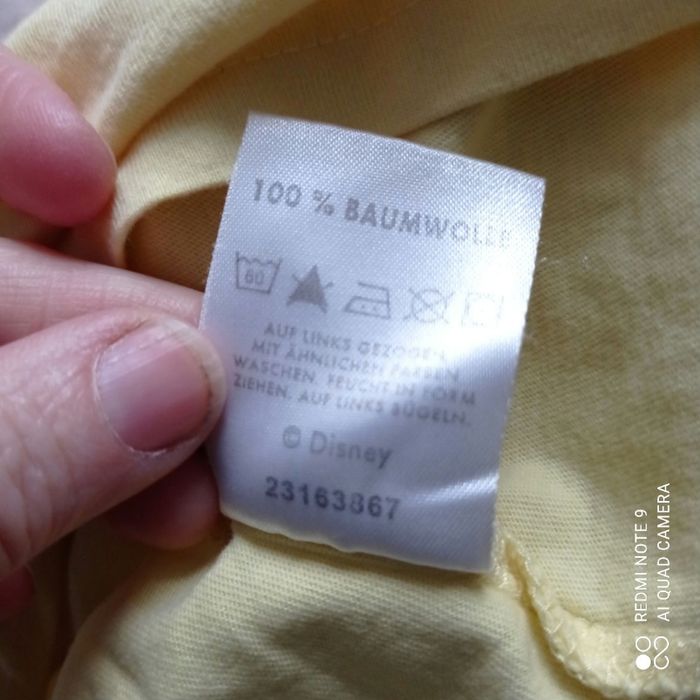 100 % BAUMWOLLE
60
AUF LINKS GEZOGEN
MIT ÄHNLICHEN FARBEN
WASCHEN. FEUCHT IN FORM
ZIEHEN. AUF LINKS BÜGELN.
© Disney
23163867
REDMI NOTE 9
AI QUAD CAMERA